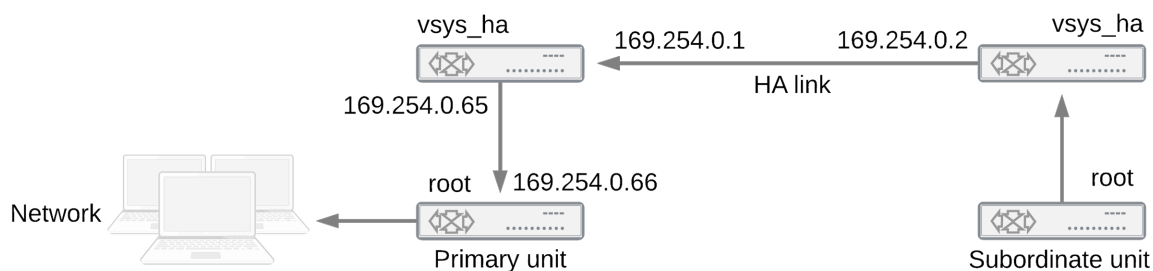 vsys_ha
vsys_ha
169.254.0.1
169.254.0.2
HA link
169.254.0.65
root
169.254.0.66
root
Network
Primary unit
Subordinate unit